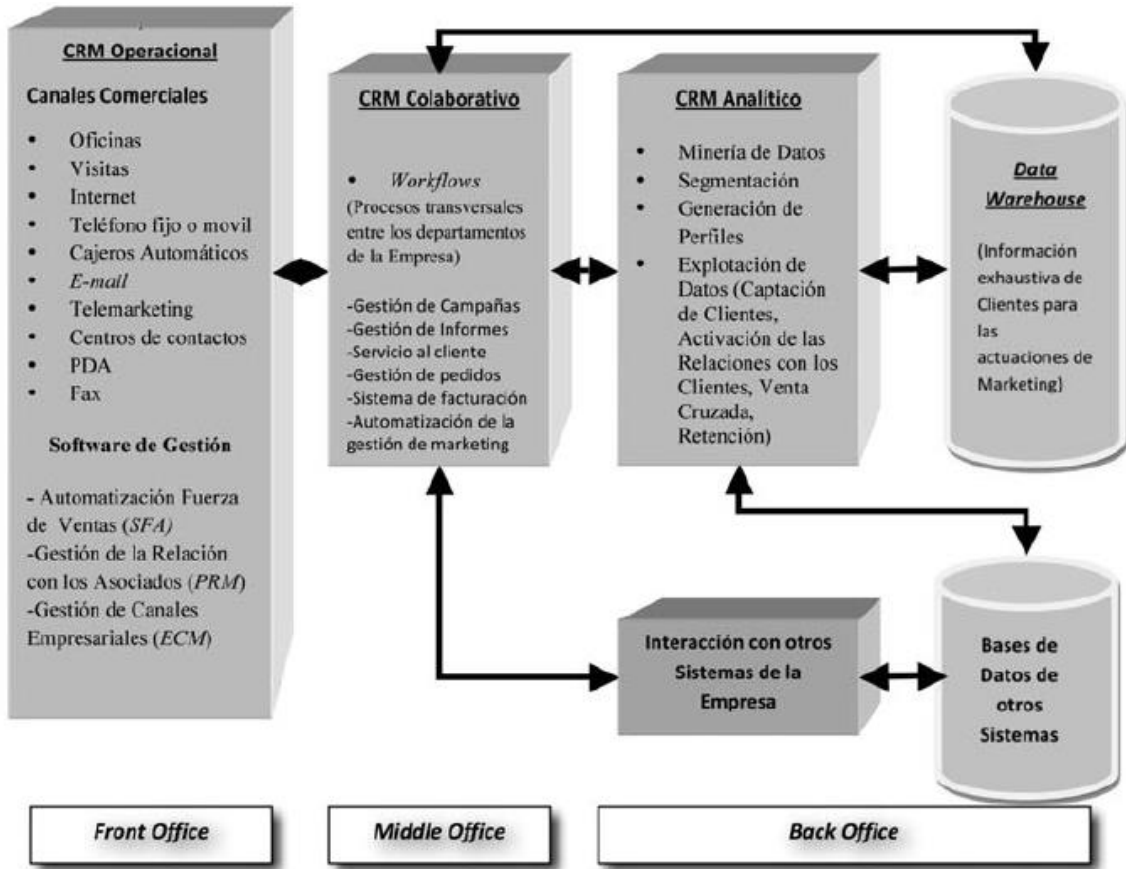 CRM Operacional
Canales Comerciales
• Oficinas
• Visitas
• Internet
• Teléfono fijo o movil
• Cajeros Automáticos
• E-mail
• Telemarketing
• Centros de contactos
• PDA
• Fax
Software de Gestión
- Automatización Fuerza
de Ventas (SFA)
-Gestión de la Relación
con los Asociados (PRM)
-Gestión de Canales
Empresariales (ECM)
CRM Colaborativo
• Workflows
(Procesos transversales
entre los departamentos
de la Empresa)
-Gestión de Campañas
-Gestión de Informes
-Servicio al cliente
-Gestión de pedidos
-Sistema de facturación
-Automatización de la
gestión de marketing
CRM Analítico
• Minería de Datos
• Segmentación
• Generación de
Perfiles
• Explotación de
Datos (Captación
de Clientes,
Activación de las
Relaciones con los
Clientes, Venta
Cruzada,
Retención)
Data
Warehouse
(Información
exhaustiva de
Clientes para
las
actuaciones de
Marketing)
Interacción con otros
Sistemas de la
Empresa
Bases de
Datos de
otros
Sistemas
Front Office
Middle Office
Back Office